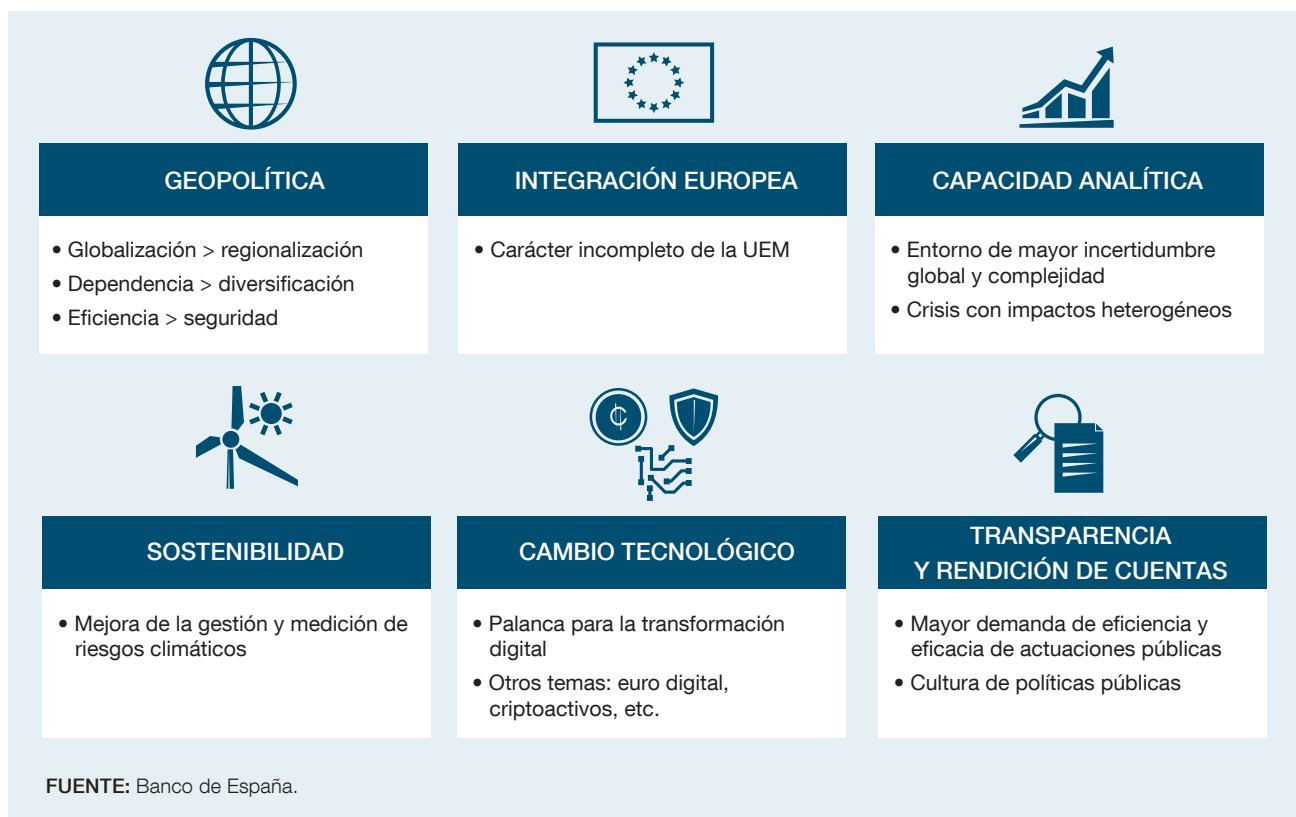 GEOPOLÍTICA
• Globalización > regionalización
• Dependencia > diversificación
• Eficiencia > seguridad
INTEGRACIÓN EUROPEA
• Carácter incompleto de la UEM
CAPACIDAD ANALÍTICA
• Entorno de mayor incertidumbre
global y complejidad
• Crisis con impactos heterogéneos
SOSTENIBILIDAD
• Mejora de la gestión y medición de
riesgos climáticos
CAMBIO TECNOLÓGICO
• Palanca para la transformación
digital
• Otros temas: euro digital,
criptoactivos, etc.
TRANSPARENCIA
Y RENDICIÓN DE CUENTAS
• Mayor demanda de eficiencia y
eficacia de actuaciones públicas
• Cultura de políticas públicas
FUENTE: Banco de España.